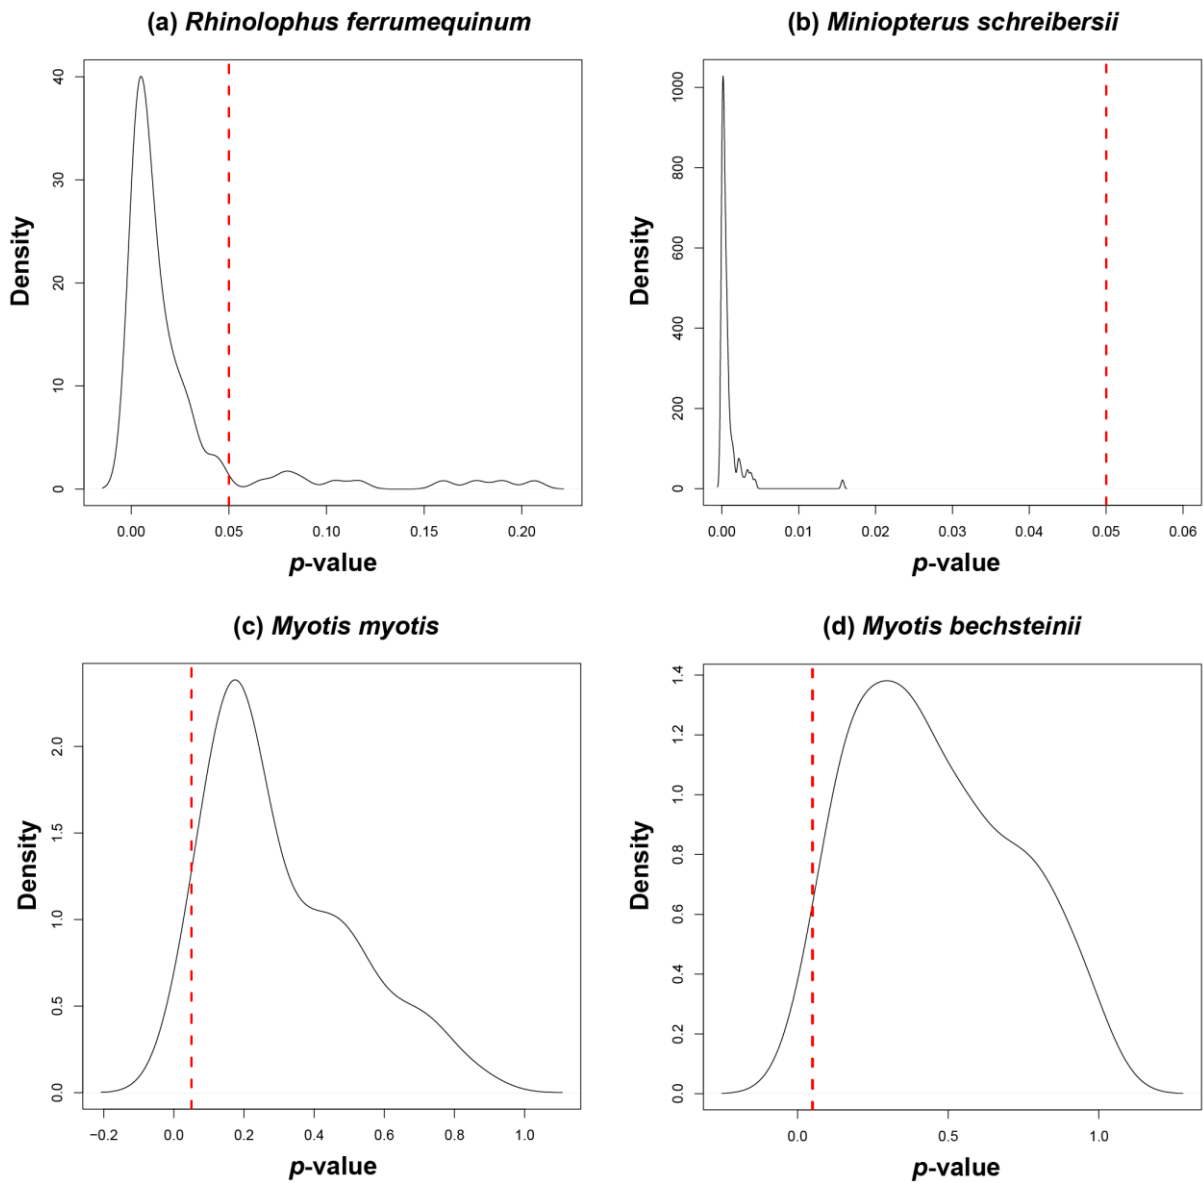 (a) Rhinolophus ferrumequinum
Density
0
10
20
30
40
0.00 0.05 0.10 0.15 0.20
p-value
(b) Miniopterus schreibersii
Density
0
200
400
600
800
1000
0.00 0.01 0.02 0.03 0.04 0.05 0.06
p-value
(c) Myotis myotis
Density
0.0
0.5
1.0
1.5
2.0
−0.2 0.0 0.2 0.4 0.6 0.8 1.0
p-value
(d) Myotis bechsteinii
Density
0.0
0.2
0.4
0.6
0.8
1.0
1.2
1.4
0.0 0.5 1.0
p-value